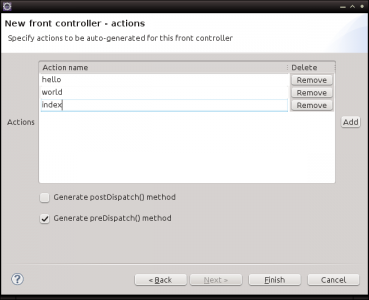 New front controller - actions
Specify actions to be auto-generated for this front controller
Action name Delete
hello Remove
world Remove
index Remove
Actions Add
Generate postDispatch() method
Generate preDispatch() method
? < Back Next > Finish Cancel